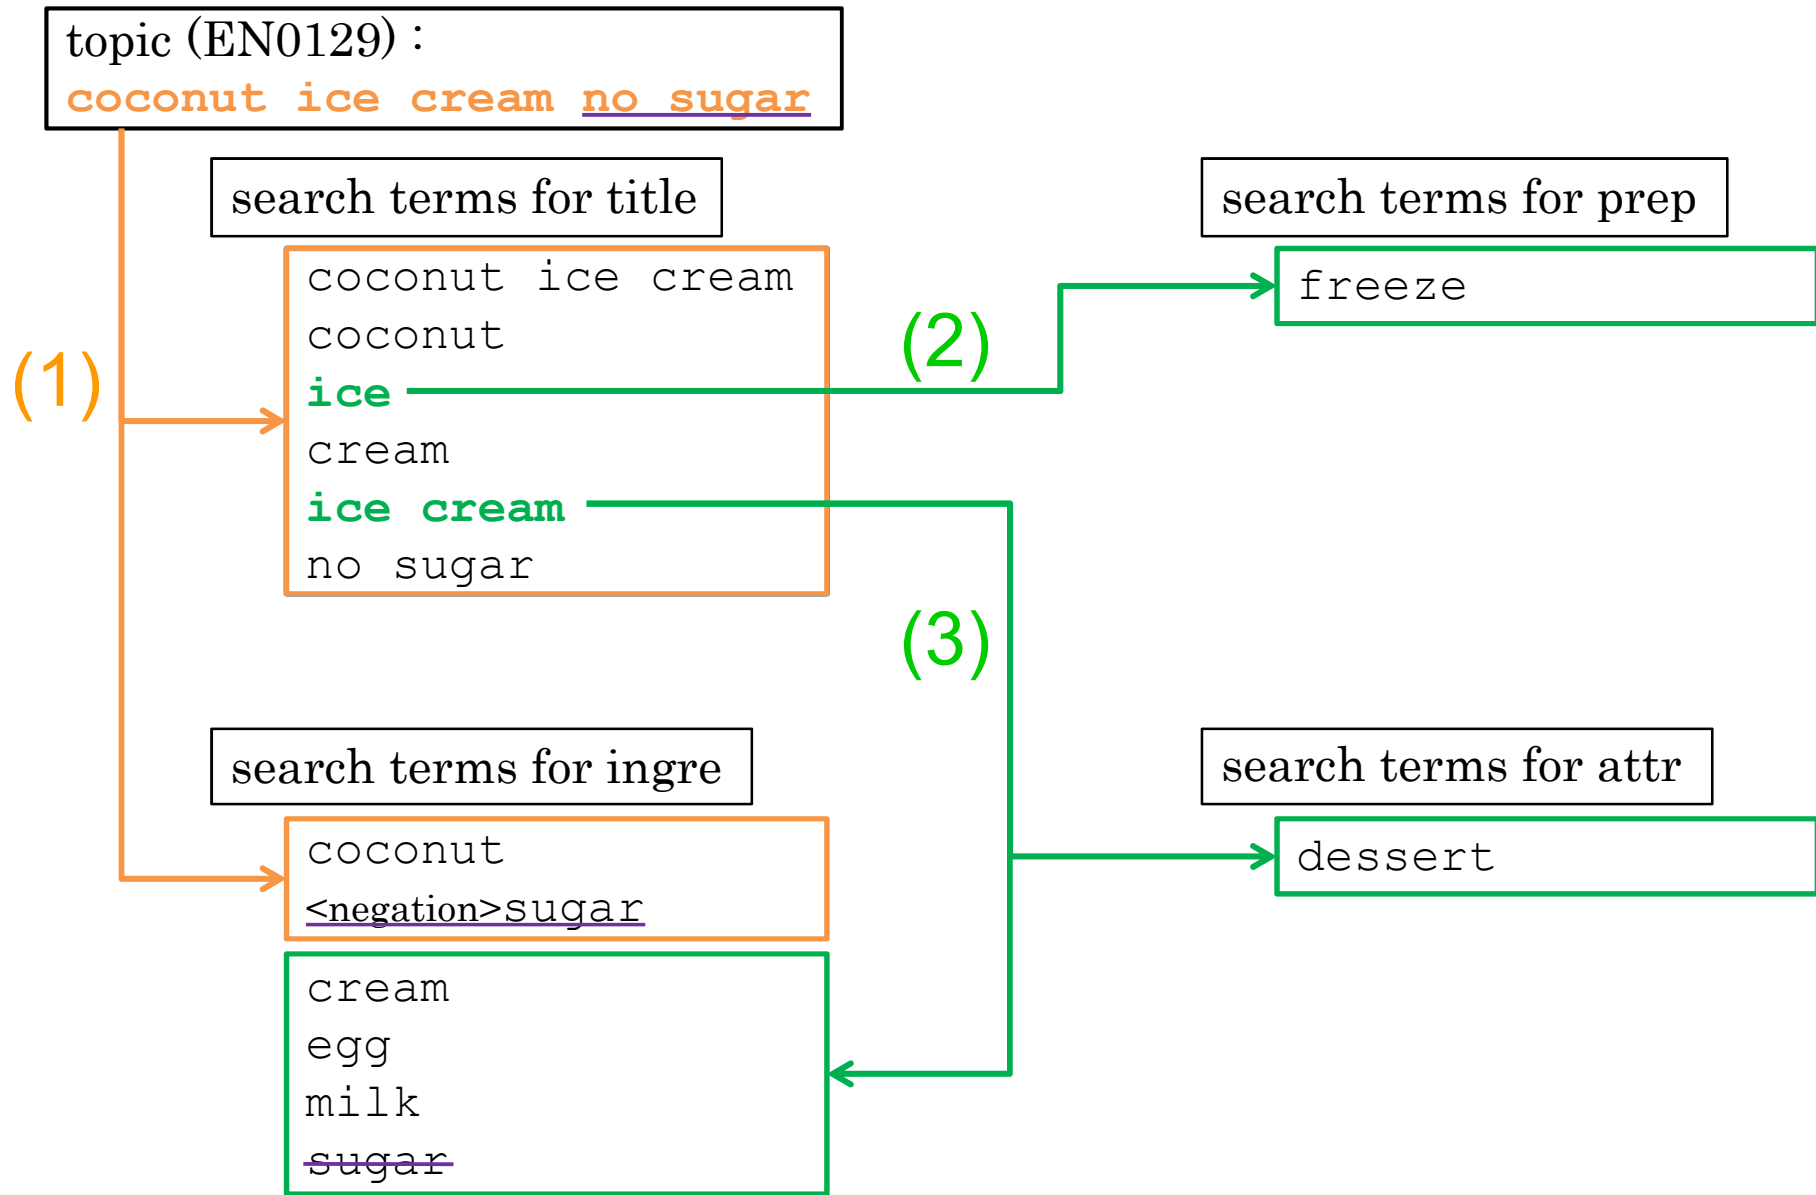 topic (EN0129) :
coconut ice cream no sugar
search terms for title
coconut ice cream
coconut
ice
cream
ice cream
no sugar
(1)
(2)
search terms for prep
freeze
(3)
search terms for ingre
coconut
<negation>sugar
cream
egg
milk
sugar
search terms for attr
dessert